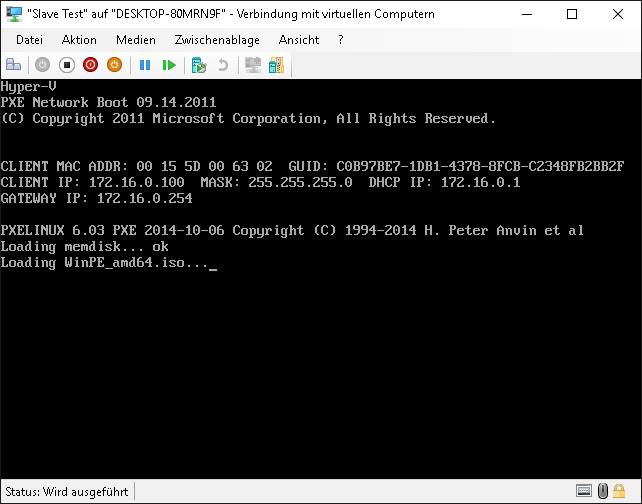 "Slave Test" auf "DESKTOP-80MRN9F" - Verbindung mit virtuellen Computern
Datei Aktion Medien Zwischenablage Ansicht ?
Hyper-V
PXE Network Boot 09.14.2011
(C) Copyright 2011 Microsoft Corporation, All Rights Reserved.
CLIENT MAC ADDR: 00 15 5D 00 63 02 GUID: C0B97BE7-1DB1-4378-8FCB-C2348FB2BB2F
CLIENT IP: 172.16.0.100 MASK: 255.255.255.0 DHCP IP: 172.16.0.1
GATEWAY IP: 172.16.0.254
PXELINUX 6.03 PXE 2014-10-06 Copyright (C) 1994-2014 H. Peter Anvin et al
Loading memdisk... ok
Loading WinPE_amd64.iso..._
Status: Wird ausgeführt